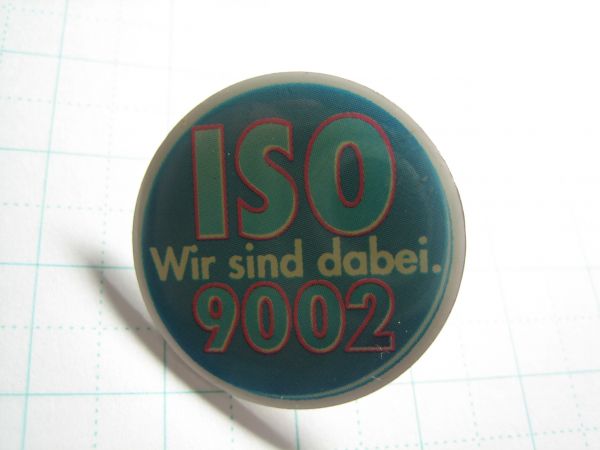 ISO
Wir sind dabei.
9002